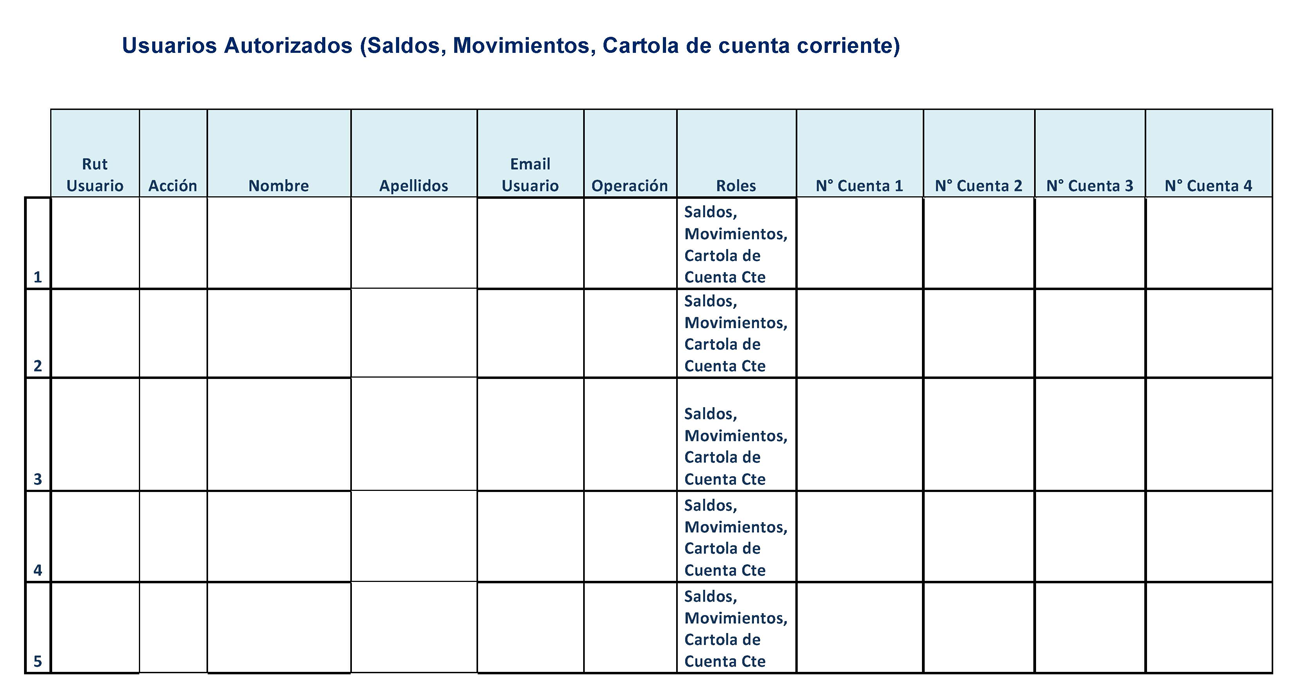 Usuarios Autorizados (Saldos, Movimientos, Cartola de cuenta corriente)
Rut
Usuario
Acción
Nombre
Apellidos
Email
Usuario
Operación
Roles
N° Cuenta 1
N° Cuenta 2
N° Cuenta 3
N° Cuenta 4
1
Saldos,
Movimientos,
Cartola de
Cuenta Cte
2
Saldos,
Movimientos,
Cartola de
Cuenta Cte
3
Saldos,
Movimientos,
Cartola de
Cuenta Cte
4
Saldos,
Movimientos,
Cartola de
Cuenta Cte
5
Saldos,
Movimientos,
Cartola de
Cuenta Cte